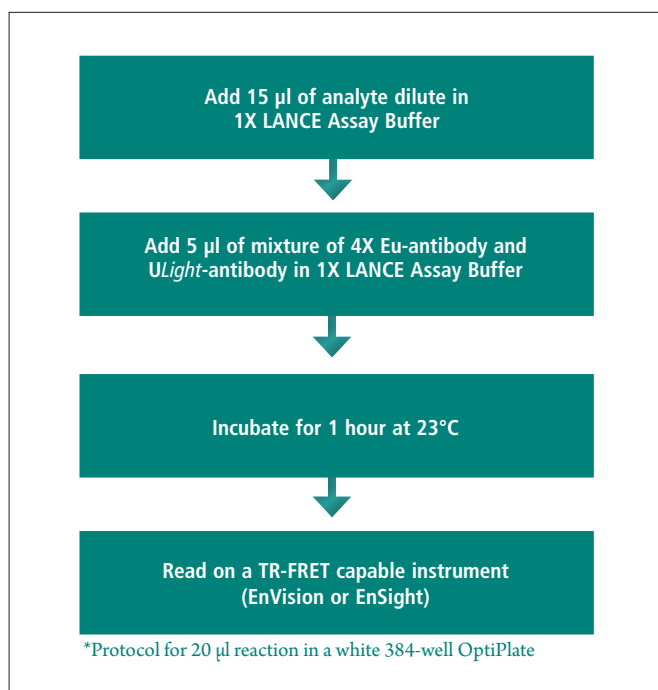 Add 15 µl of analyte dilute in
1X LANCE Assay Buffer
Add 5 µl of mixture of 4X Eu-antibody and
ULight-antibody in 1X LANCE Assay Buffer
Incubate for 1 hour at 23°C
Read on a TR-FRET capable instrument
(EnVision or EnSight)
*Protocol for 20 µl reaction in a white 384-well OptiPlate